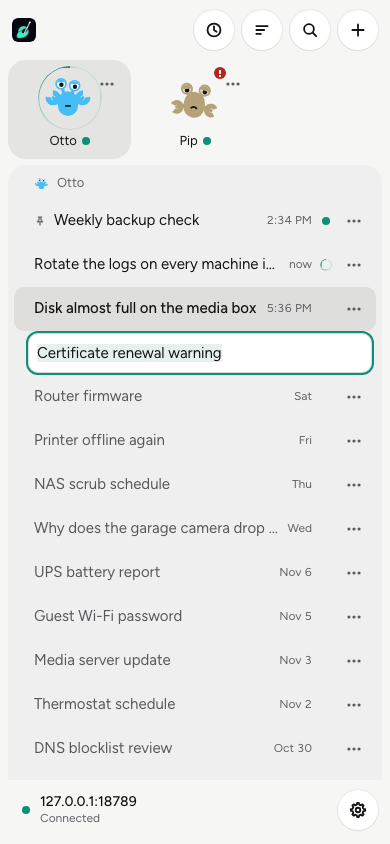 Otto
Pip
Otto
Weekly backup check 2:34 PM
Rotate the logs on every machine i... now
Disk almost full on the media box 5:36 PM
Certificate renewal warning
Router firmware Sat
Printer offline again Fri
NAS scrub schedule Thu
Why does the garage camera drop ... Wed
UPS battery report Nov 6
Guest Wi-Fi password Nov 5
Media server update Nov 3
Thermostat schedule Nov 2
DNS blocklist review Oct 30
127.0.0.1:18789
Connected